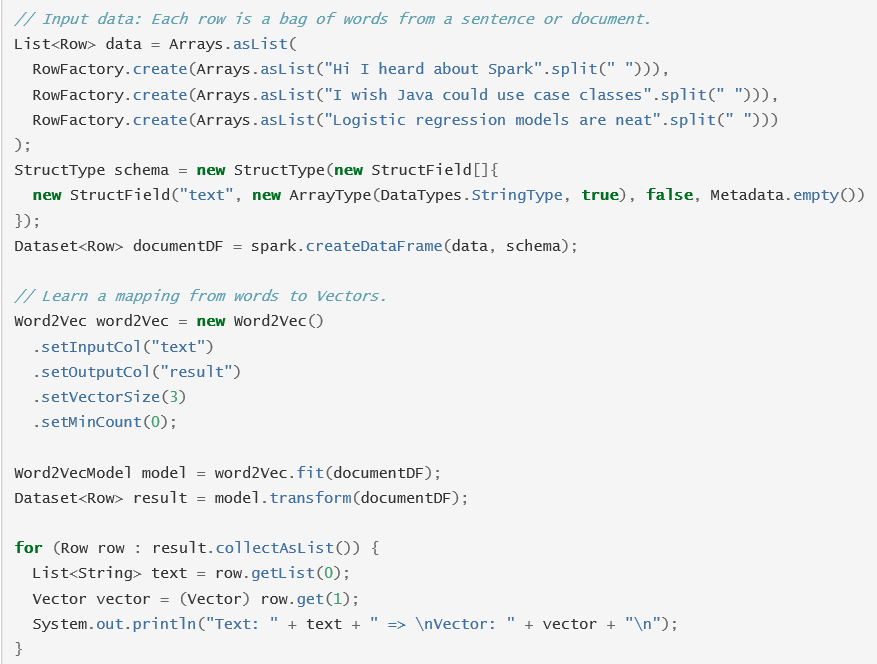 // Input data: Each row is a bag of words from a sentence or document.
List<Row> data = Arrays.asList(
  RowFactory.create(Arrays.asList("Hi I heard about Spark".split(" "))),
  RowFactory.create(Arrays.asList("I wish Java could use case classes".split(" "))),
  RowFactory.create(Arrays.asList("Logistic regression models are neat".split(" ")))
);
StructType schema = new StructType(new StructField[]{
  new StructField("text", new ArrayType(DataTypes.StringType, true), false, Metadata.empty())
});
Dataset<Row> documentDF = spark.createDataFrame(data, schema);

// Learn a mapping from words to Vectors.
Word2Vec word2Vec = new Word2Vec()
  .setInputCol("text")
  .setOutputCol("result")
  .setVectorSize(3)
  .setMinCount(0);

Word2VecModel model = word2Vec.fit(documentDF);
Dataset<Row> result = model.transform(documentDF);

for (Row row : result.collectAsList()) {
  List<String> text = row.getList(0);
  Vector vector = (Vector) row.get(1);
  System.out.println("Text: " + text + " => \nVector: " + vector + "\n");
}